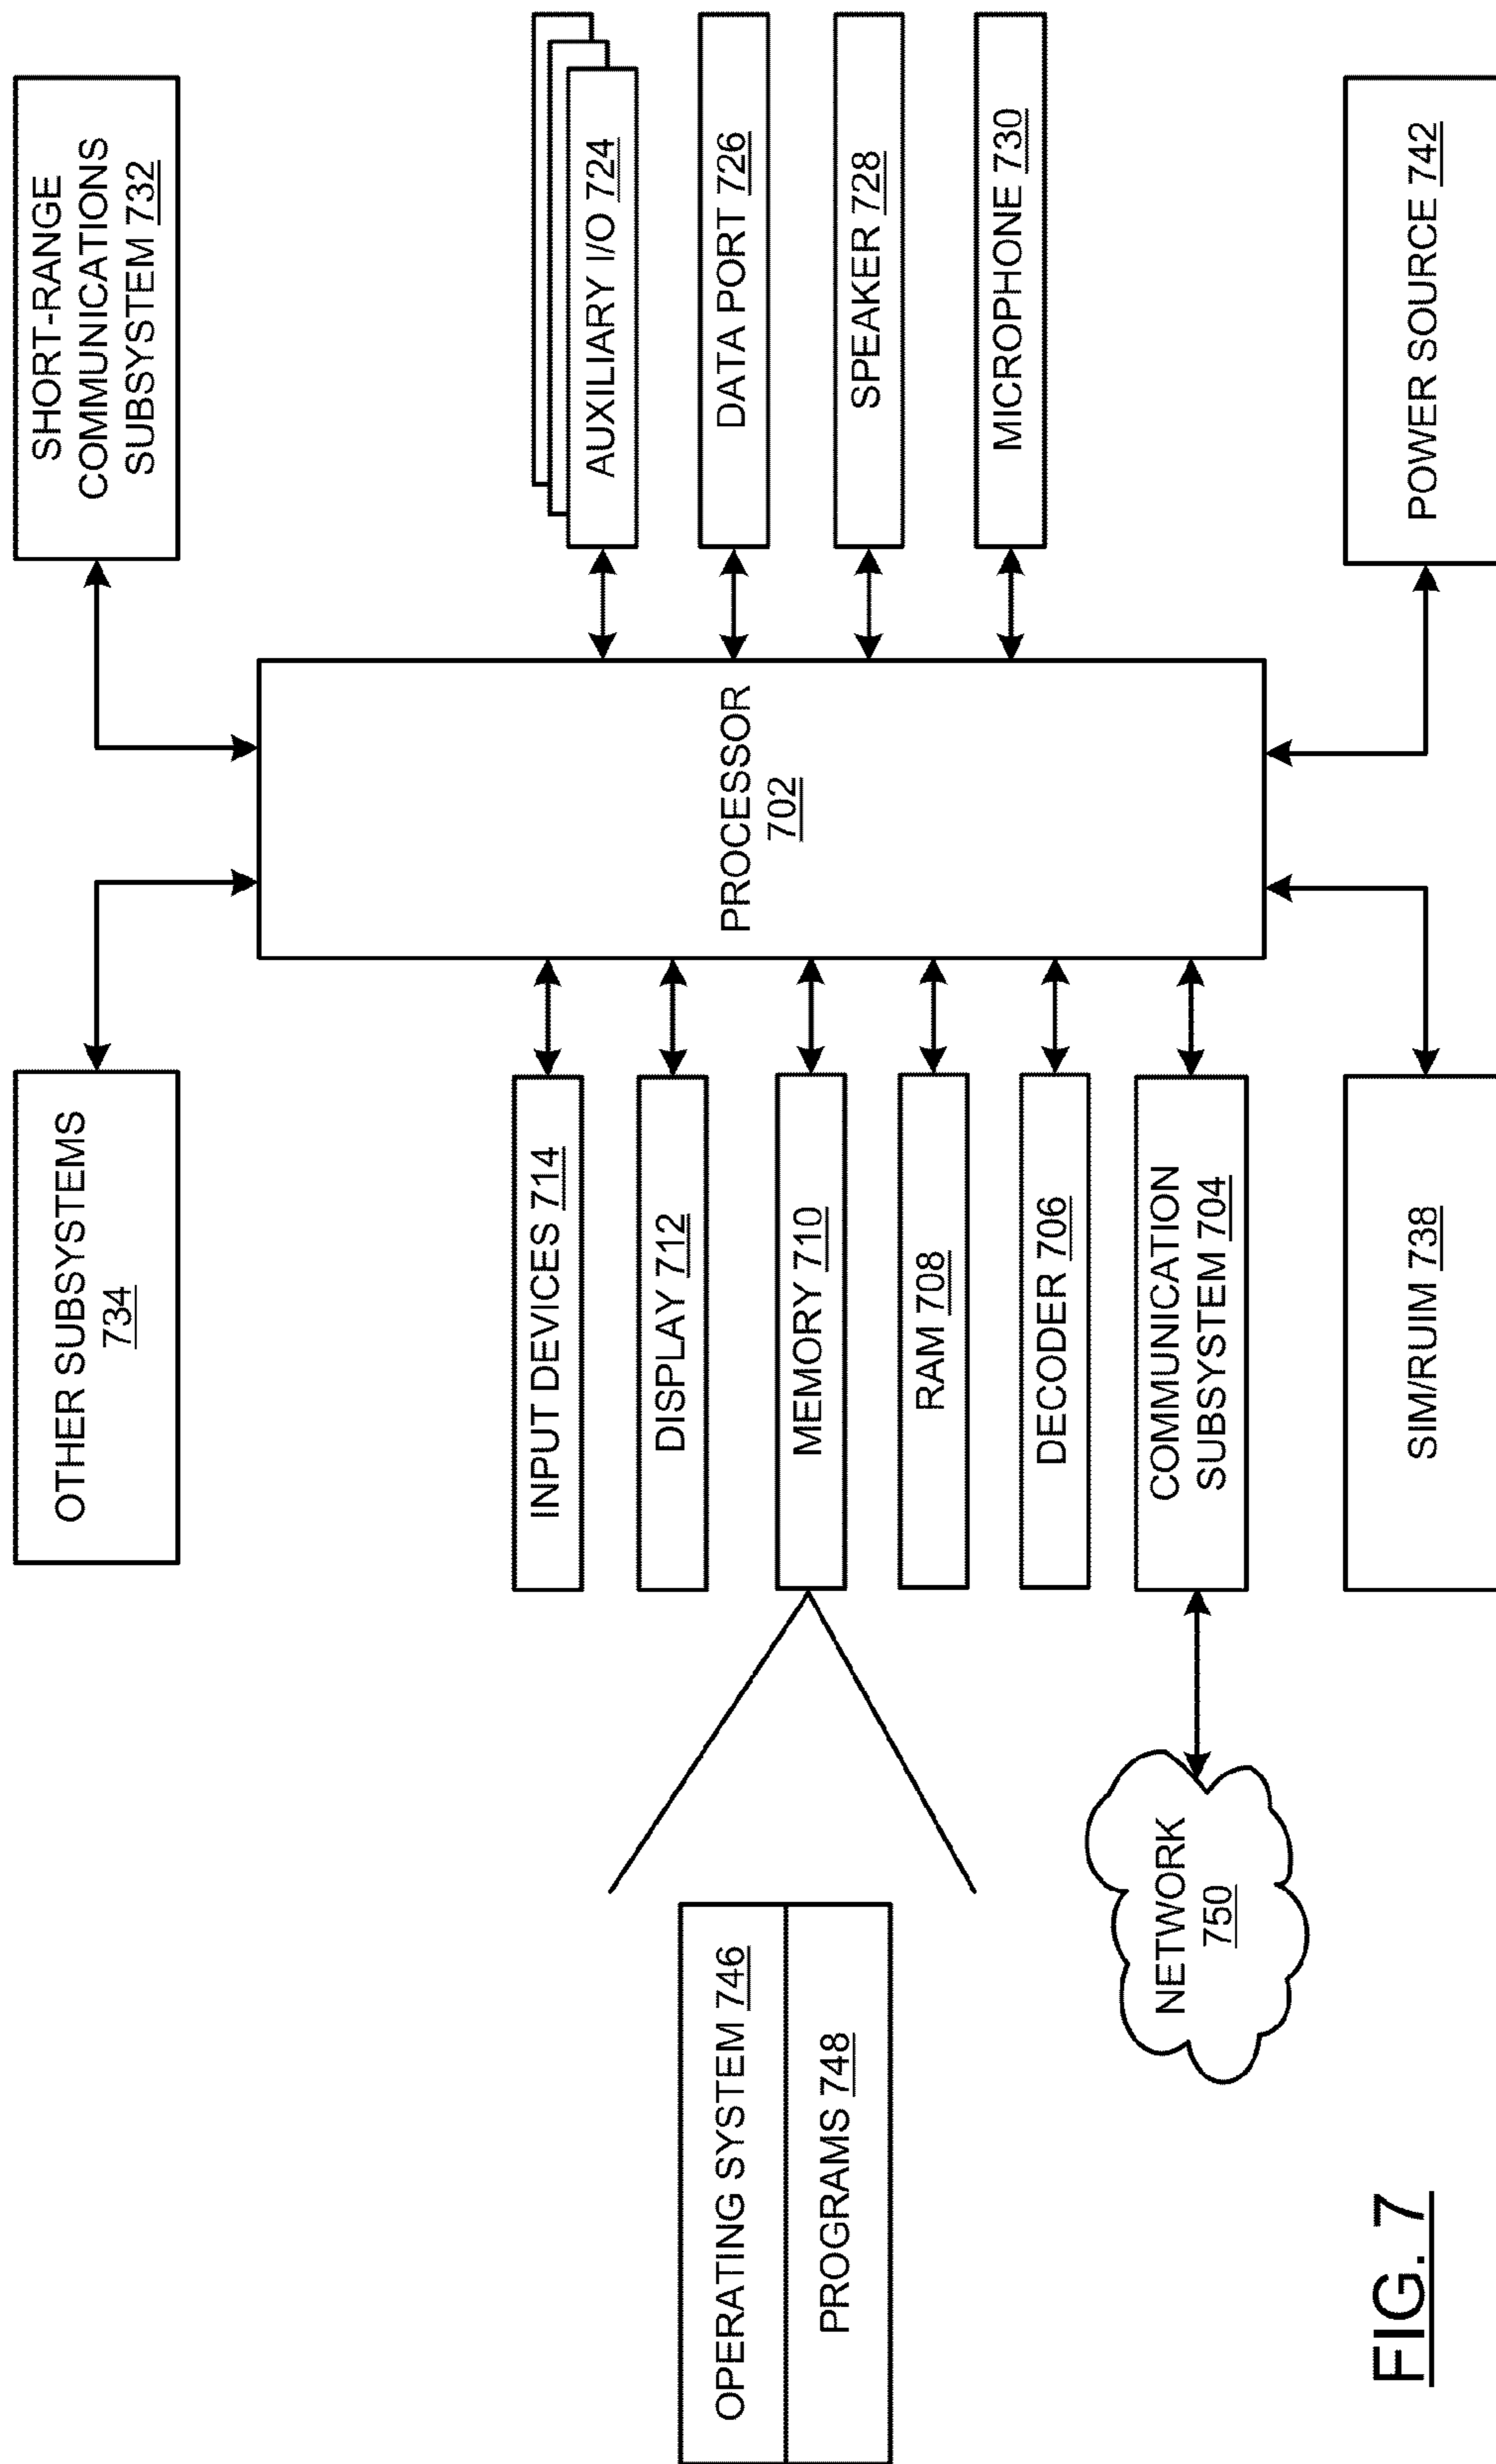 OTHER SUBSYSTEMS
734
SHORT-RANGE
COMMUNICATIONS
SUBSYSTEM 732
INPUT DEVICES 714
DISPLAY 712
MEMORY 710
RAM 708
DECODER 706
COMMUNICATION
SUBSYSTEM 704
PROCESSOR
702
AUXILIARY I/O 724
DATA PORT 726
SPEAKER 728
MICROPHONE 730
OPERATING SYSTEM 746
PROGRAMS 748
NETWORK
750
SIM/RUIM 738
POWER SOURCE 742
FIG. 7